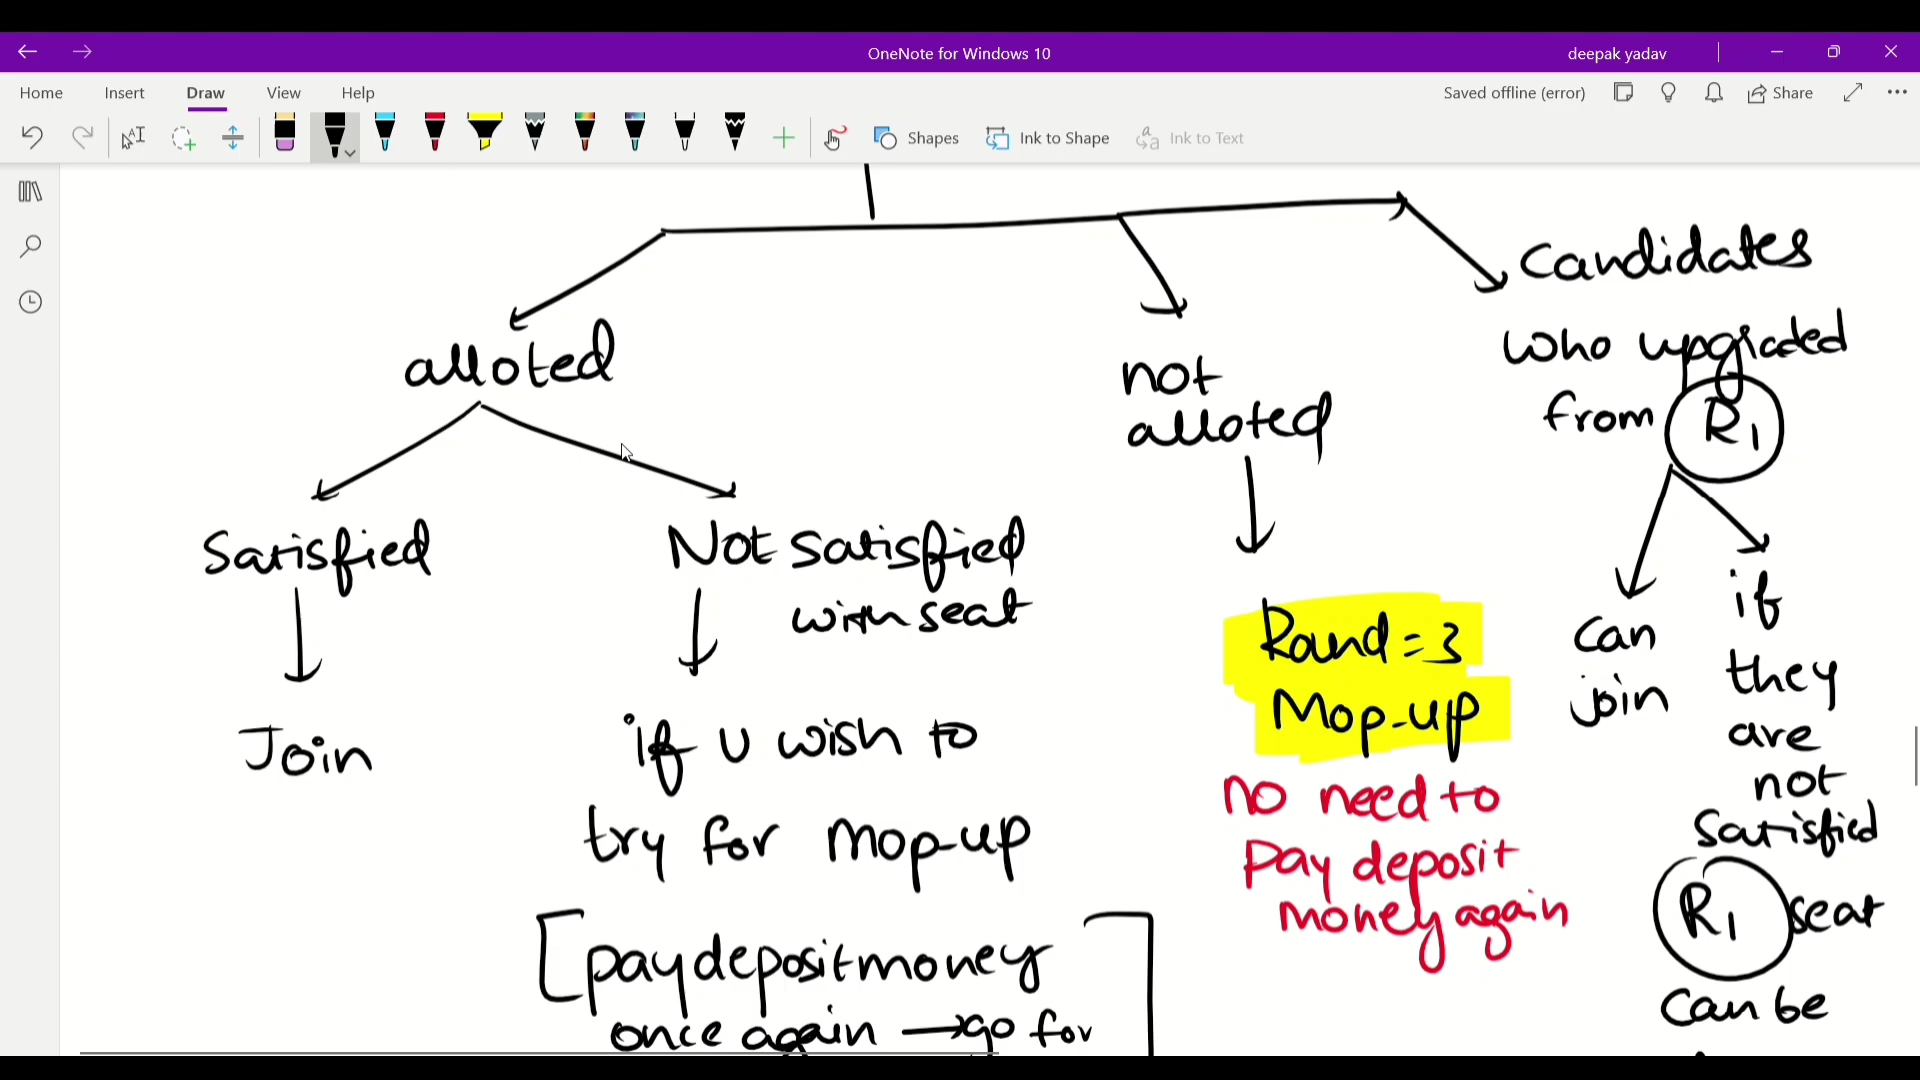 OneNote for Windows 10
deepak yadav
Home Insert Draw View Help
Saved offline (error)
Share
Shapes
Ink to Shape
Ink to Text
alloted
Satisfied
Join
Not satisfied
with seat
if u wish to
try for Mop-up
[pay deposit money
once again → go for
not
alloted
Round = 3
Mop-up
no need to
pay deposit
money again
Candidates
who upgraded
from R1
can
join
if
they
are
not
Satisfied
R1 seat
can be